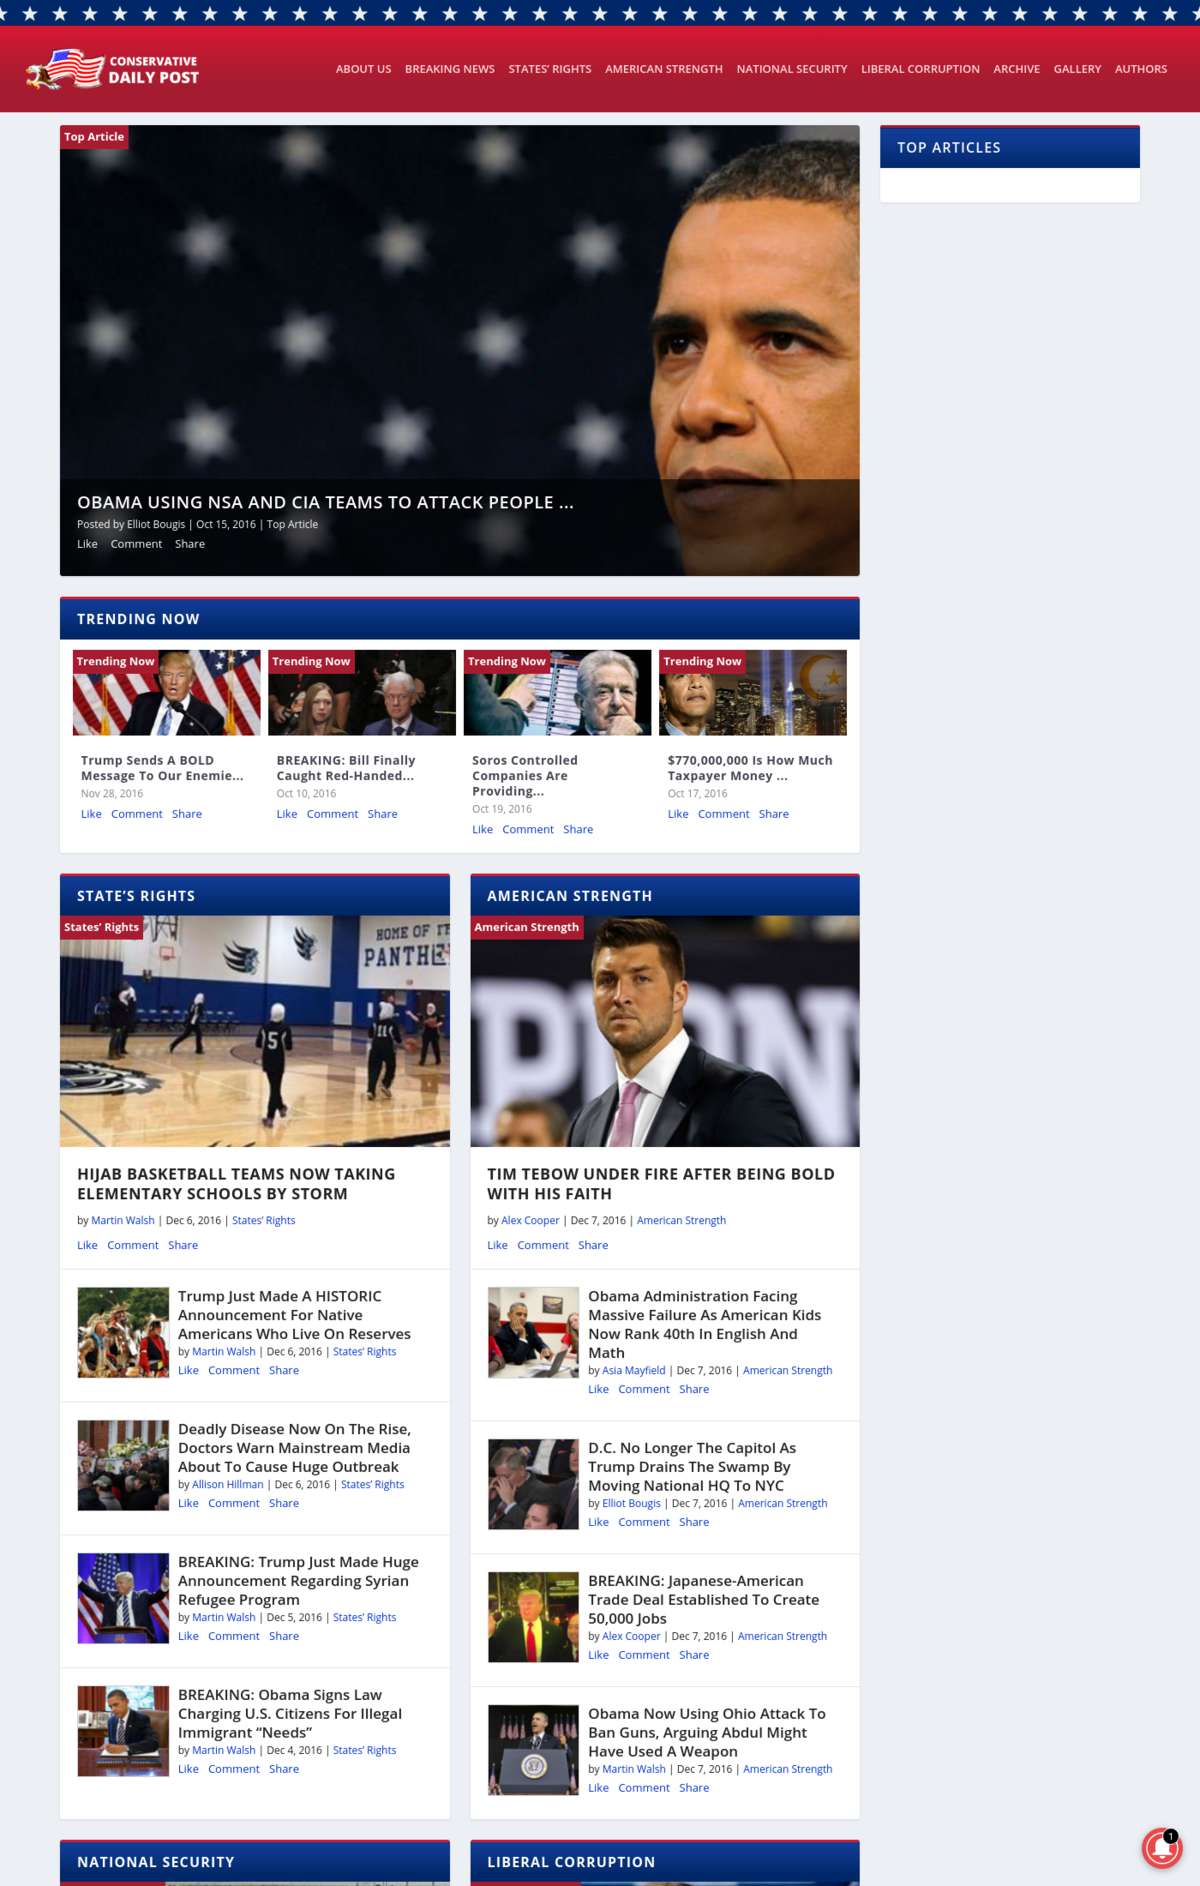 CONSERVATIVE
DAILY POST
ABOUT US BREAKING NEWS STATES' RIGHTS AMERICAN STRENGTH NATIONAL SECURITY LIBERAL CORRUPTION ARCHIVE GALLERY AUTHORS
Top Article
OBAMA USING NSA AND CIA TEAMS TO ATTACK PEOPLE ...
Posted by Elliot Bougis | Oct 15, 2016 | Top Article
Like Comment Share
TOP ARTICLES
TRENDING NOW
Trending Now
Trump Sends A BOLD
Message To Our Enemie...
Nov 28, 2016
Like Comment Share
Trending Now
BREAKING: Bill Finally
Caught Red-Handed...
Oct 10, 2016
Like Comment Share
Trending Now
Soros Controlled
Companies Are
Providing...
Oct 19, 2016
Like Comment Share
Trending Now
$770,000,000 Is How Much
Taxpayer Money ...
Oct 17, 2016
Like Comment Share
STATE'S RIGHTS
States' Rights
HOME OF
PANTHE
5
11
HIJAB BASKETBALL TEAMS NOW TAKING
ELEMENTARY SCHOOLS BY STORM
by Martin Walsh | Dec 6, 2016 | States' Rights
Like Comment Share
Trump Just Made A HISTORIC
Announcement For Native
Americans Who Live On Reserves
by Martin Walsh | Dec 6, 2016 | States' Rights
Like Comment Share
Deadly Disease Now On The Rise,
Doctors Warn Mainstream Media
About To Cause Huge Outbreak
by Allison Hillman | Dec 6, 2016 | States' Rights
Like Comment Share
BREAKING: Trump Just Made Huge
Announcement Regarding Syrian
Refugee Program
by Martin Walsh | Dec 5, 2016 | States' Rights
Like Comment Share
BREAKING: Obama Signs Law
Charging U.S. Citizens For Illegal
Immigrant “Needs”
by Martin Walsh | Dec 4, 2016 | States' Rights
Like Comment Share
AMERICAN STRENGTH
American Strength
TIM TEBOW UNDER FIRE AFTER BEING BOLD
WITH HIS FAITH
by Alex Cooper | Dec 7, 2016 | American Strength
Like Comment Share
Obama Administration Facing
Massive Failure As American Kids
Now Rank 40th In English And
Math
by Asia Mayfield | Dec 7, 2016 | American Strength
Like Comment Share
D.C. No Longer The Capitol As
Trump Drains The Swamp By
Moving National HQ To NYC
by Elliot Bougis | Dec 7, 2016 | American Strength
Like Comment Share
BREAKING: Japanese-American
Trade Deal Established To Create
50,000 Jobs
by Alex Cooper | Dec 7, 2016 | American Strength
Like Comment Share
Obama Now Using Ohio Attack To
Ban Guns, Arguing Abdul Might
Have Used A Weapon
by Martin Walsh | Dec 7, 2016 | American Strength
Like Comment Share
NATIONAL SECURITY
LIBERAL CORRUPTION
1